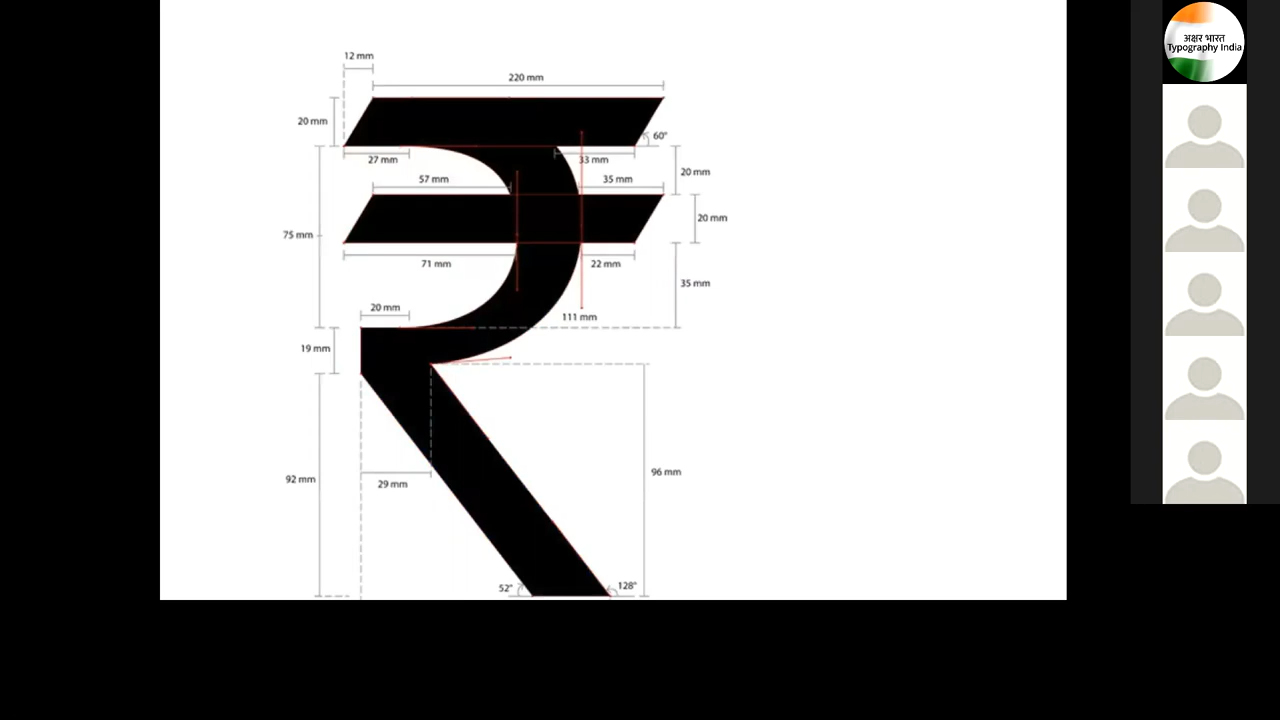 12 mm
220 mm
20 mm
60°
27 mm
33 mm
20 mm
57 mm
35 mm
20 mm
75 mm
71 mm
22 mm
35 mm
20 mm
111 mm
19 mm
92 mm
29 mm
96 mm
52°
128°
अक्षर भारत
Typography India